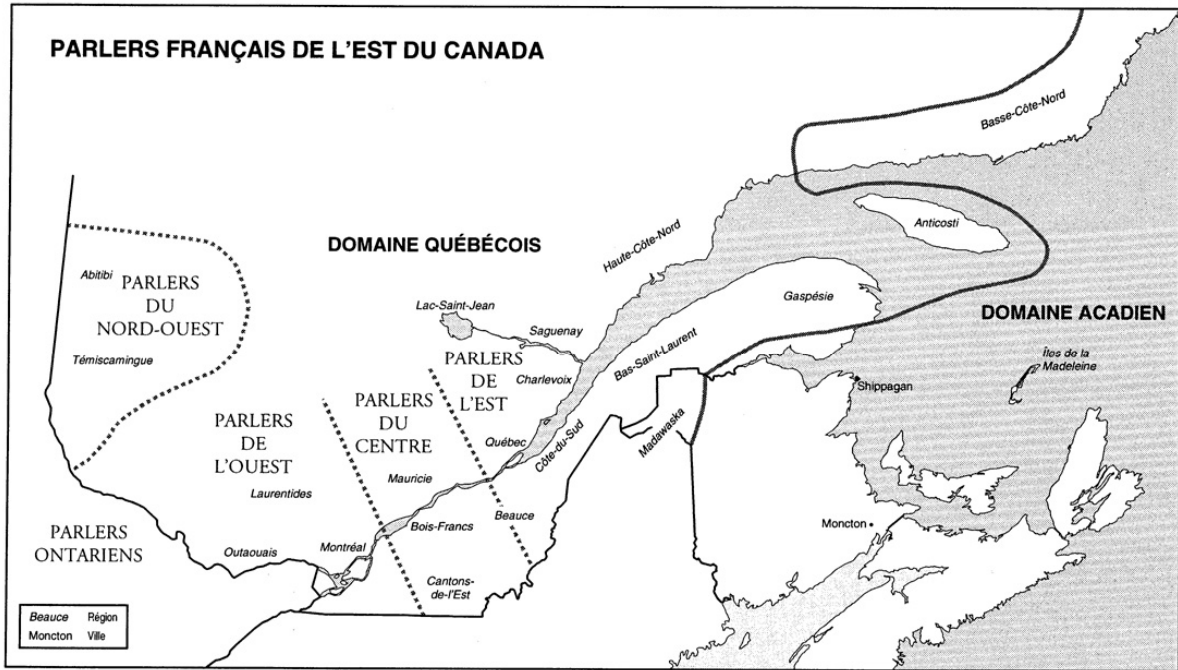 PARLERS FRANÇAIS DE L'EST DU CANADA
Basse-Côte-Nord
Anticosti
Haute-Côte-Nord
DOMAINE QUÉBÉCOIS
Abitibi
PARLERS
DU
NORD-OUEST
Témiscamingue
Lac-Saint-Jean
Saguenay
Gaspésie
DOMAINE ACADIEN
Îles de la
Madeleine
Shippagan
Bas-Saint-Laurent
PARLERS
DE
L'EST
Charlevoix
PARLERS
DU
CENTRE
PARLERS
DE
L'OUEST
Québec
Côte-du-Sud
Madawaska
Mauricie
Laurentides
Beauce
Bois-Francs
Moncton
PARLERS
ONTARIENS
Outaouais
Montréal
Cantons-
de-l'Est
Beauce Région
Moncton Ville